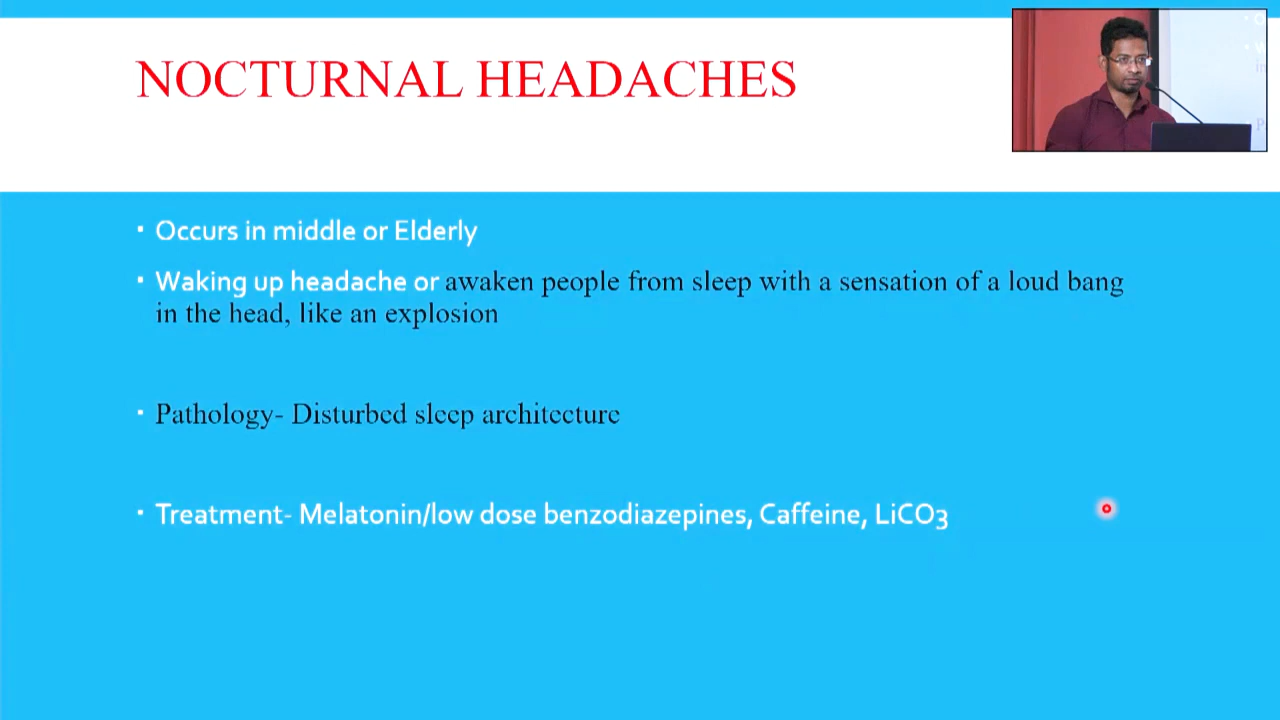 NOCTURNAL HEADACHES
Occurs in middle or Elderly
Waking up headache or awaken people from sleep with a sensation of a loud bang
in the head, like an explosion
Pathology- Disturbed sleep architecture
Treatment- Melatonin/low dose benzodiazepines, Caffeine, LiCO3